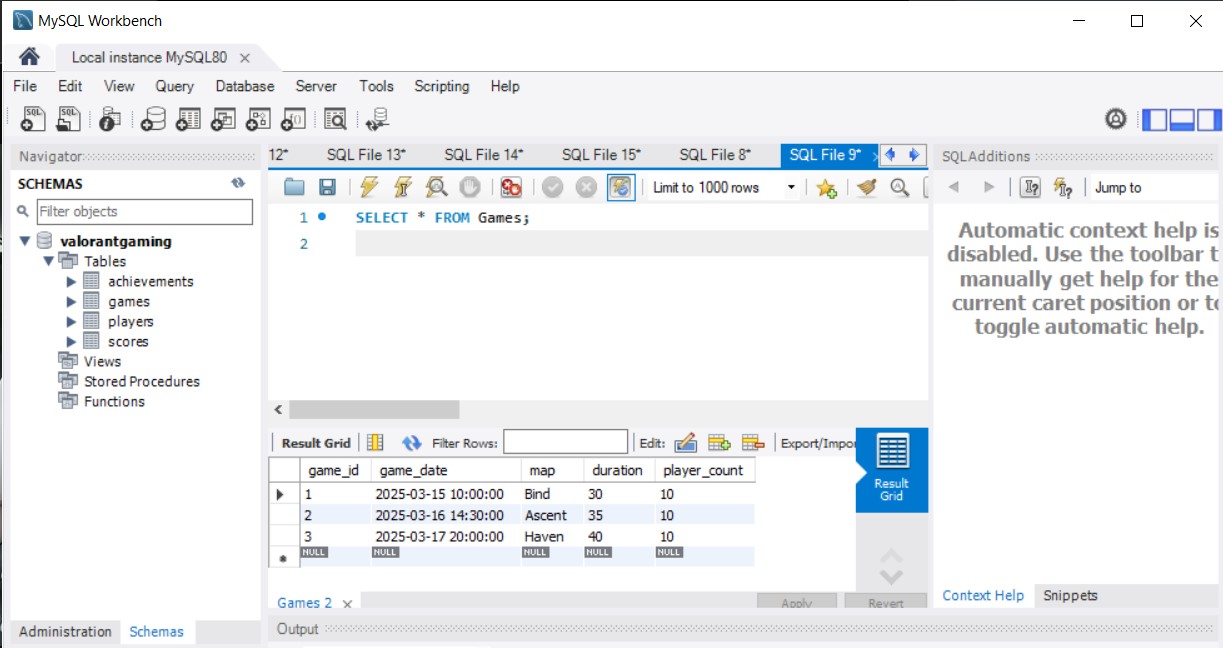 MySQL Workbench
Local instance MySQL80
File Edit View Query Database Server Tools Scripting Help
Navigator
SCHEMAS
Filter objects
valorantgaming
Tables
achievements
games
players
scores
Views
Stored Procedures
Functions
Administration Schemas
12* SQL File 13* SQL File 14* SQL File 15* SQL File 8* SQL File 9*
Limit to 1000 rows
1 SELECT * FROM Games;
2
Result Grid Filter Rows: Edit: Export/Impor
game_id game_date map duration player_count
1 2025-03-15 10:00:00 Bind 30 10
2 2025-03-16 14:30:00 Ascent 35 10
3 2025-03-17 20:00:00 Haven 40 10
NULL NULL NULL NULL NULL
Result
Grid
Games 2 Apply Revert
Output
SQLAdditions
Jump to
Automatic context help is
disabled. Use the toolbar t
manually get help for the
current caret position or to
toggle automatic help.
Context Help Snippets